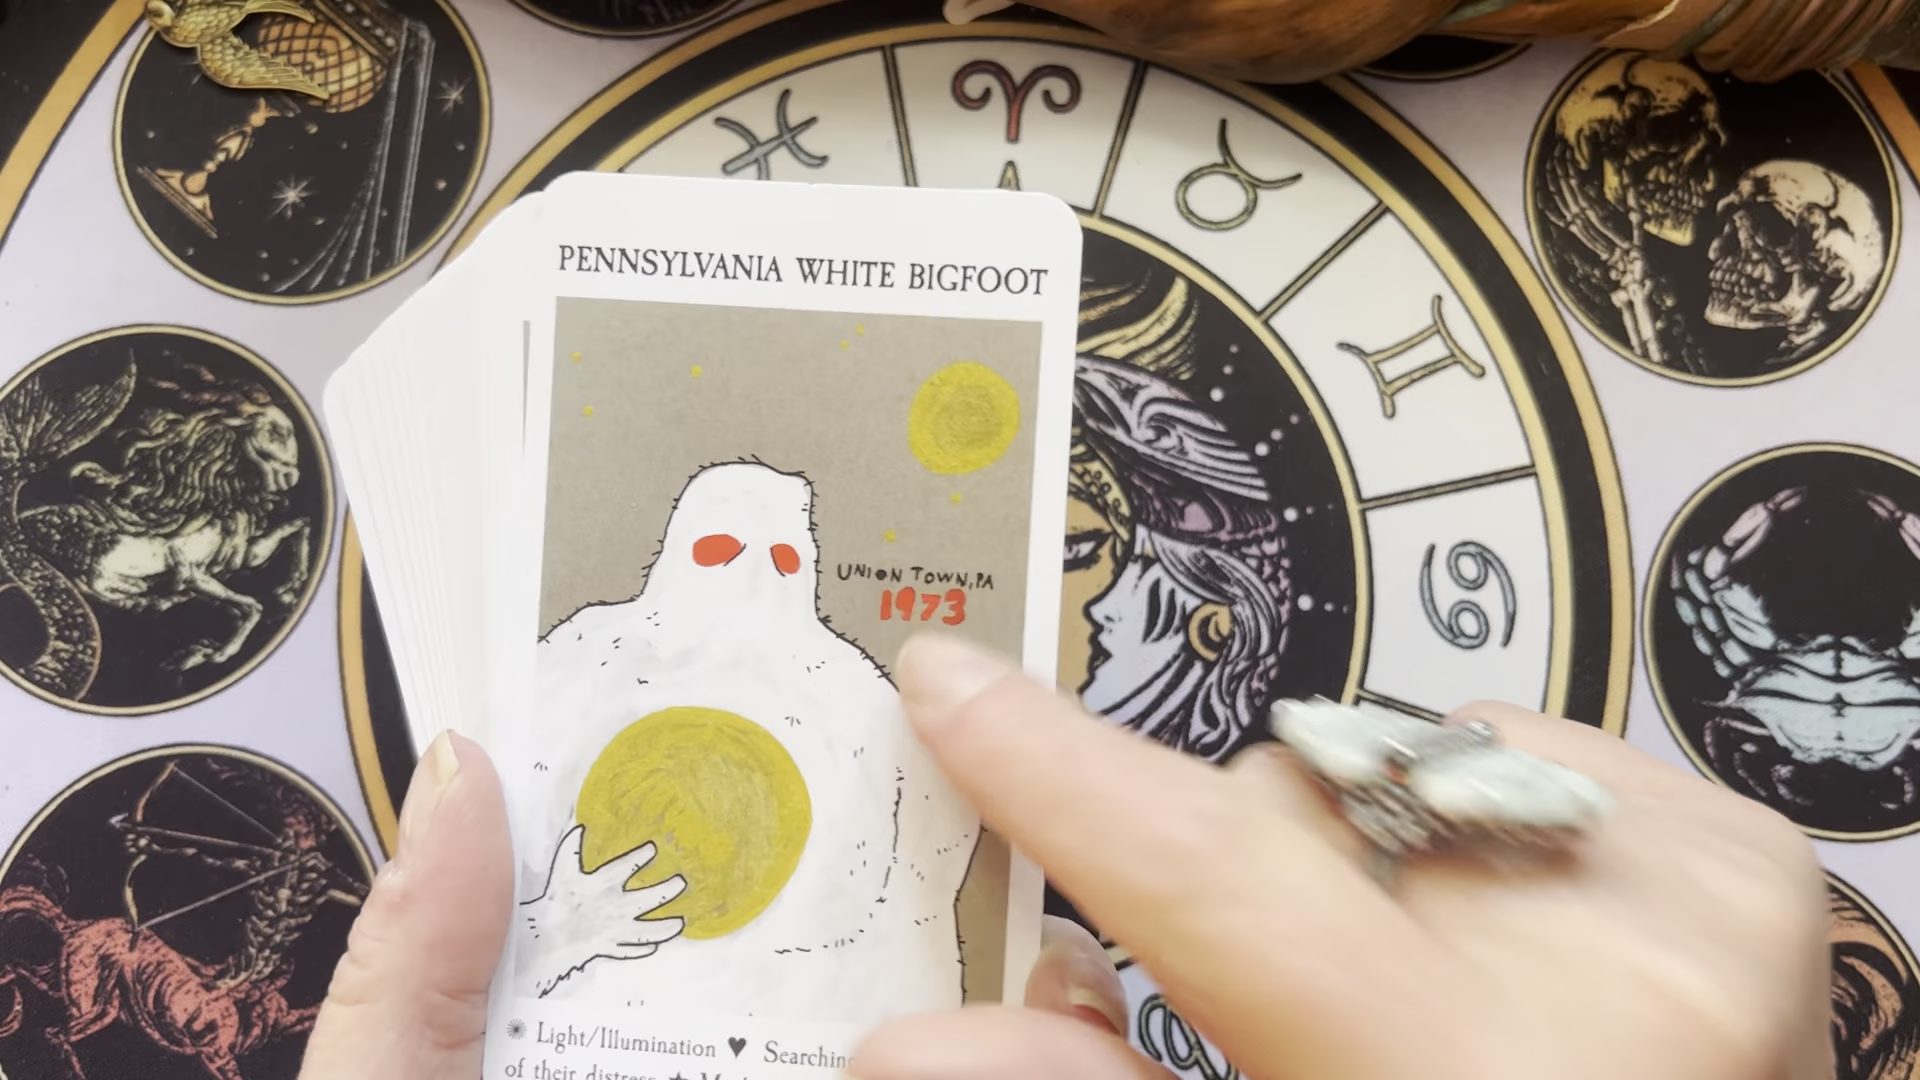 PENNSYLVANIA WHITE BIGFOOT
UNION TOWN, PA
1973
Light/Illumination ♥ Searching
of their distress ★